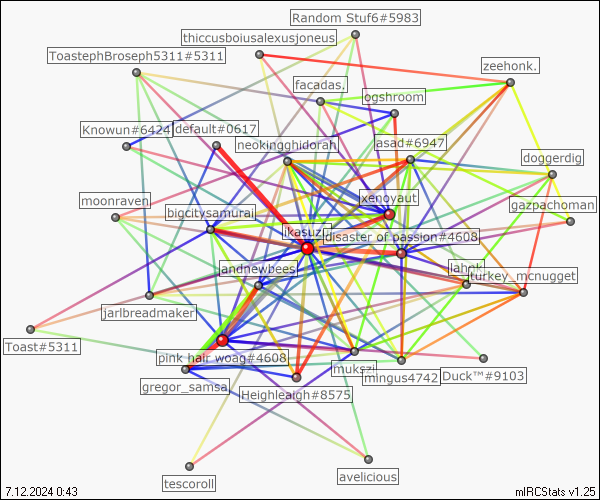 Random Stuf6#5983
thiccusboiusalexusjoneus
ToastephBroseph5311#5311
zeehonk.
facadas.
ogshroom
Knowun#6424
default#0617
neokingghidorah
asad#6947
doggerdig
xenoyaut
moonraven
gazpachoman
bigcitysamurai
ikasuz
disaster of passion#4608
andnewbees
turkey_mcnugget
jarlbreadmaker
Toast#5311
pink hair woag#4608
mukszi
mingus4742
Duck™#9103
gregor_samsa
Heighleaigh#8575
tescoroll
avelicious
7.12.2024 0:43
mIRCStats v1.25